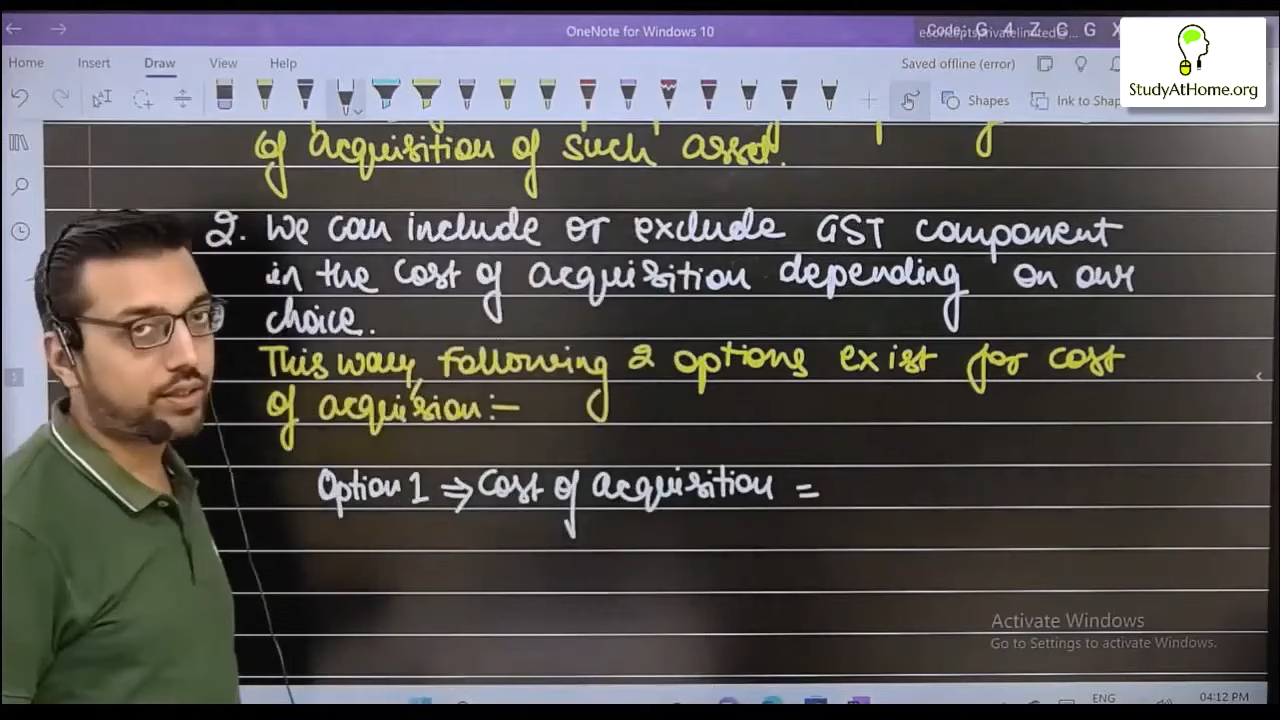 OneNote for Windows 10
Code: G 4 Z C G X
Home Insert Draw View Help
Saved offline (error)
StudyAtHome.org
Shapes
Ink to Shap
of acquisition of such asset.
2. We can include or exclude GST component
in the cost of acquisition depending on our
choice.
This way, following 2 options exist for cost
of acquision:-
Option 1 ⇒ Cost of acquisition =
Activate Windows
Go to Settings to activate Windows.
ENG
04:12 PM